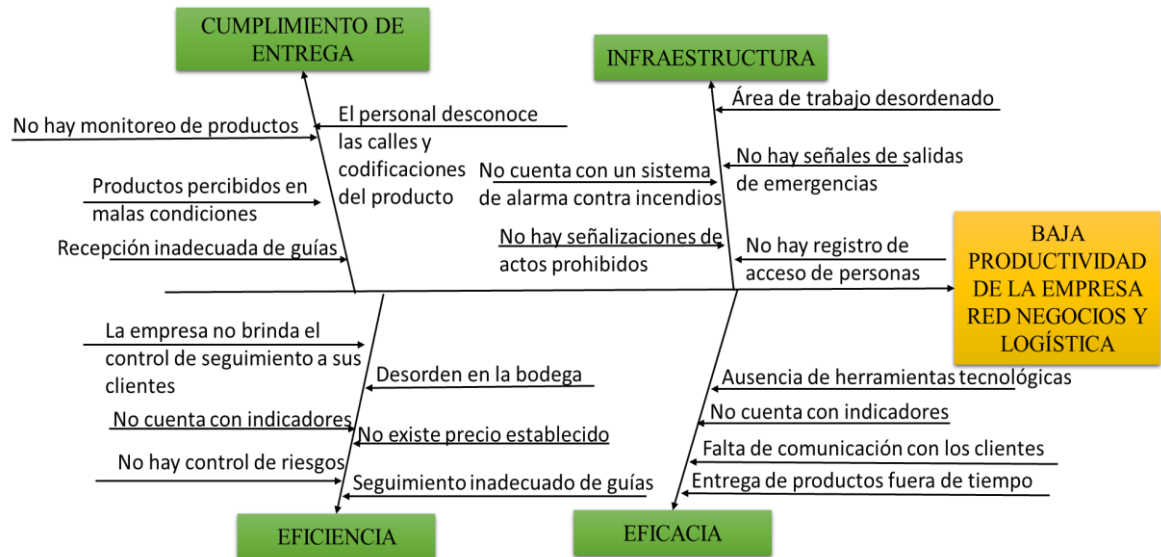 CUMPLIMIENTO DE
ENTREGA
INFRAESTRUCTURA
No hay monitoreo de productos
El personal desconoce
las calles y
codificaciones
del producto
Productos percibidos en
malas condiciones
Recepción inadecuada de guías
Área de trabajo desordenado
No hay señales de salidas
de emergencias
No cuenta con un sistema
de alarma contra incendios
No hay señalizaciones de
actos prohibidos
No hay registro de
acceso de personas
BAJA
PRODUCTIVIDAD
DE LA EMPRESA
RED NEGOCIOS Y
LOGÍSTICA
La empresa no brinda el
control de seguimiento a sus
clientes
Desorden en la bodega
No cuenta con indicadores
No existe precio establecido
No hay control de riesgos
Seguimiento inadecuado de guías
Ausencia de herramientas tecnológicas
No cuenta con indicadores
Falta de comunicación con los clientes
Entrega de productos fuera de tiempo
EFICIENCIA
EFICACIA